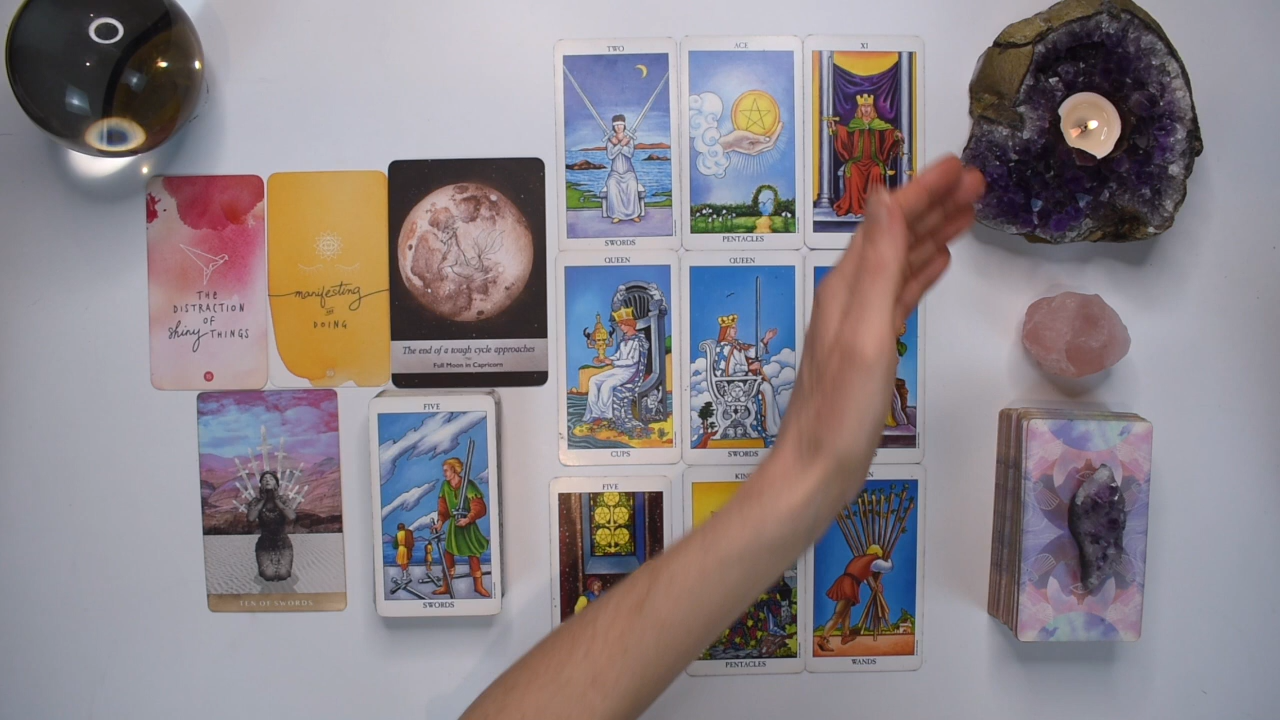 TWO
SWORDS
ACE
PENTACLES
XI
THE
DISTRACTION
OF
shiny THINGS
manifesting
AND
DOING
The end of a tough cycle approaches
Full Moon in Capricorn
QUEEN
CUPS
QUEEN
SWORDS
TEN OF SWORDS
FIVE
SWORDS
FIVE
PENTACLES
WANDS